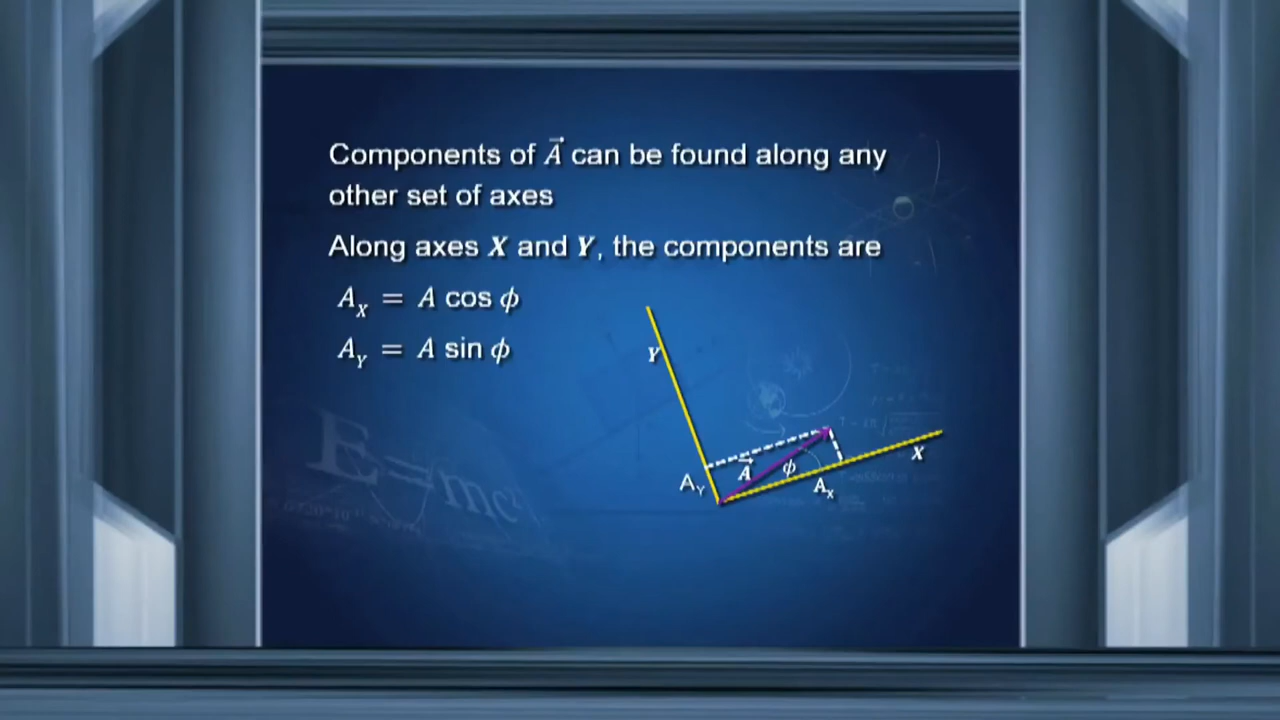 Components of A⃗ can be found along any
other set of axes
Along axes X and Y, the components are
A_X = A cos ϕ
A_Y = A sin ϕ
Y
X
A⃗
ϕ
A_Y
A_X
E=mc²